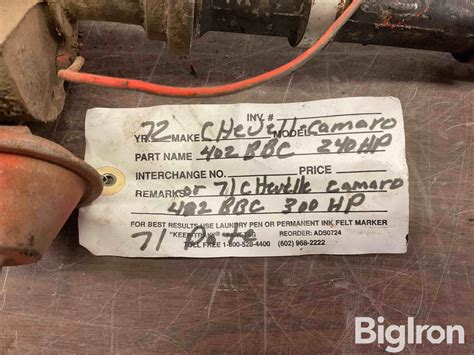 INV. #
YR. 72 MAKE CHEVELLE MODEL Camaro
PART NAME 402 BBC 240 HP
INTERCHANGE NO. PRICE
REMARKS or 71 CHevelle Camaro
402 BBC 300 HP
FOR BEST RESULTS USE LAUNDRY PEN OR PERMANENT INK FELT MARKER
REORDER: ADS0724
TOLL FREE 1-800-528-4400 (602) 968-2222
71
BigIron